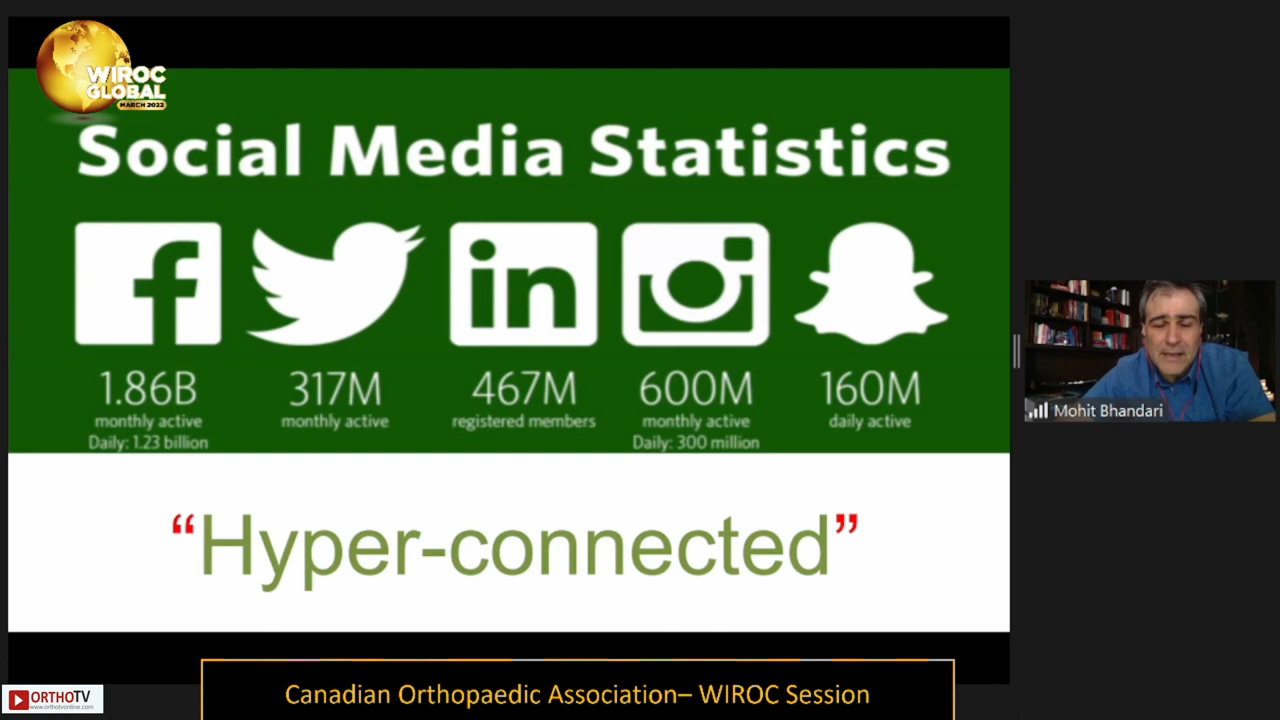 WIROC
GLOBAL
MARCH 2022
Social Media Statistics
f
in
1.86B
monthly active
Daily: 1.23 billion
317M
monthly active
467M
registered members
600M
monthly active
Daily: 300 million
160M
daily active
“Hyper-connected”
Mohit Bhandari
Canadian Orthopaedic Association– WIROC Session
ORTHOTV
www.orthotvonline.com